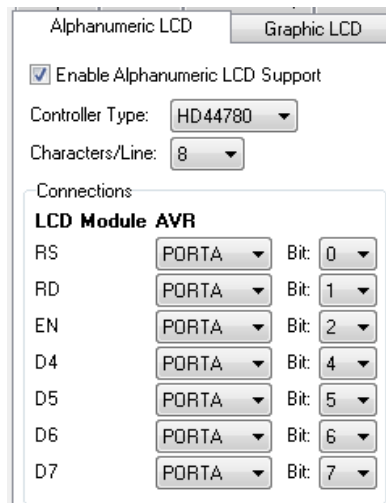 Alphanumeric LCD Graphic LCD
Enable Alphanumeric LCD Support
Controller Type: HD44780
Characters/Line: 8
Connections
LCD Module AVR
RS PORTA Bit: 0
RD PORTA Bit: 1
EN PORTA Bit: 2
D4 PORTA Bit: 4
D5 PORTA Bit: 5
D6 PORTA Bit: 6
D7 PORTA Bit: 7